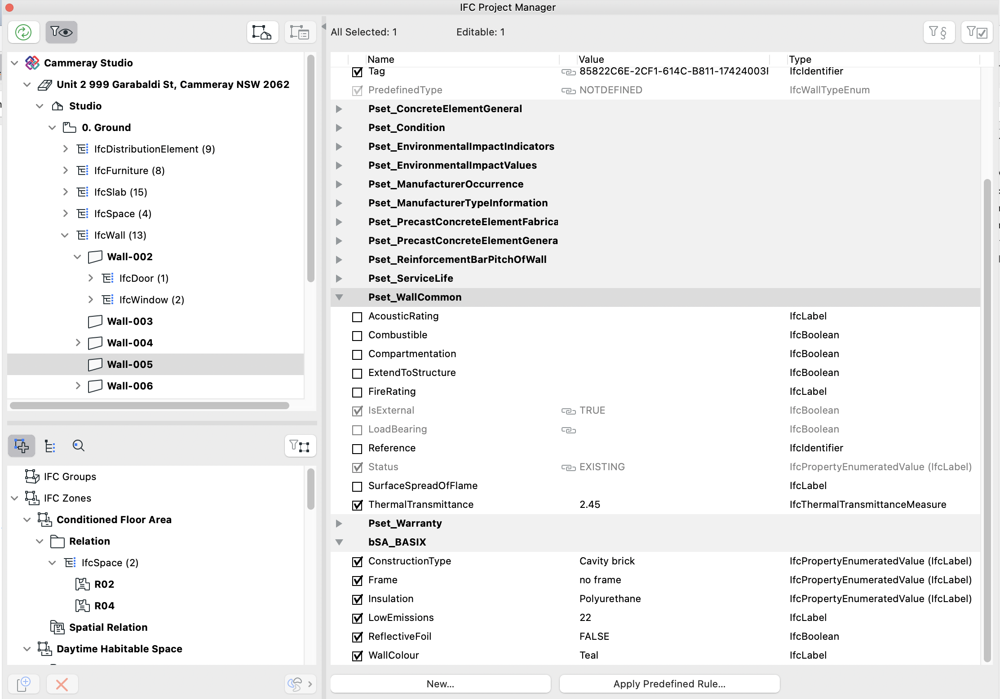 IFC Project Manager
All Selected: 1 Editable: 1
Cammeray Studio
Unit 2 999 Garabaldi St, Cammeray NSW 2062
Studio
0. Ground
IfcDistributionElement (9)
IfcFurniture (8)
IfcSlab (15)
IfcSpace (4)
IfcWall (13)
Wall-002
IfcDoor (1)
IfcWindow (2)
Wall-003
Wall-004
Wall-005
Wall-006
IFC Groups
IFC Zones
Conditioned Floor Area
Relation
IfcSpace (2)
R02
R04
Spatial Relation
Daytime Habitable Space
Name Value Type
Tag 85822C6E-2CF1-614C-B811-17424003 IfcIdentifier
PredefinedType NOTDEFINED IfcWallTypeEnum
Pset_ConcreteElementGeneral
Pset_Condition
Pset_EnvironmentalImpactIndicators
Pset_EnvironmentalImpactValues
Pset_ManufacturerOccurrence
Pset_ManufacturerTypeInformation
Pset_PrecastConcreteElementFabrica
Pset_PrecastConcreteElementGenera
Pset_ReinforcementBarPitchOfWall
Pset_ServiceLife
Pset_WallCommon
AcousticRating IfcLabel
Combustible IfcBoolean
Compartmentation IfcBoolean
ExtendToStructure IfcBoolean
FireRating IfcLabel
IsExternal TRUE IfcBoolean
LoadBearing IfcBoolean
Reference IfcIdentifier
Status EXISTING IfcPropertyEnumeratedValue (IfcLabel)
SurfaceSpreadOfFlame IfcLabel
ThermalTransmittance 2.45 IfcThermalTransmittanceMeasure
Pset_Warranty
bSA_BASIX
ConstructionType Cavity brick IfcPropertyEnumeratedValue (IfcLabel)
Frame no frame IfcPropertyEnumeratedValue (IfcLabel)
Insulation Polyurethane IfcPropertyEnumeratedValue (IfcLabel)
LowEmissions 22 IfcLabel
ReflectiveFoil FALSE IfcBoolean
WallColour Teal IfcLabel
New... Apply Predefined Rule...